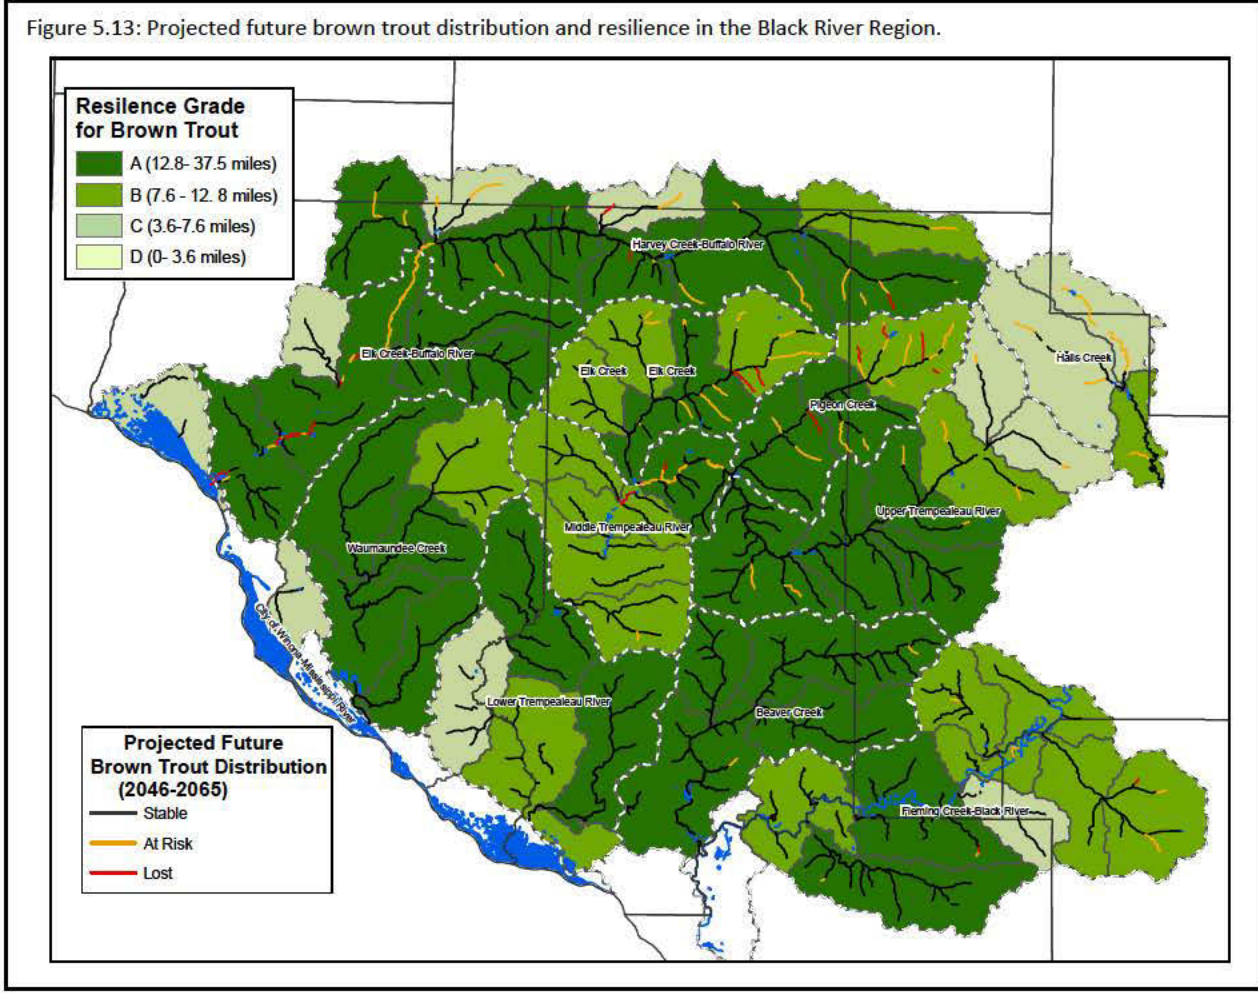 Figure 5.13: Projected future brown trout distribution and resilience in the Black River Region.
Resilence Grade
for Brown Trout
A (12.8- 37.5 miles)
B (7.6 - 12. 8 miles)
C (3.6-7.6 miles)
D (0- 3.6 miles)
Harvey Creek-Buffalo River
Elk Creek-Buffalo River
Elk Creek
Elk Creek
Halls Creek
Pigeon Creek
Upper Trempealeau River
Middle Trempealeau River
Waumaundee Creek
City of Winona-Mississippi River
Lower Trempealeau River
Beaver Creek
Fleming Creek-Black River
Projected Future
Brown Trout Distribution
(2046-2065)
Stable
At Risk
Lost